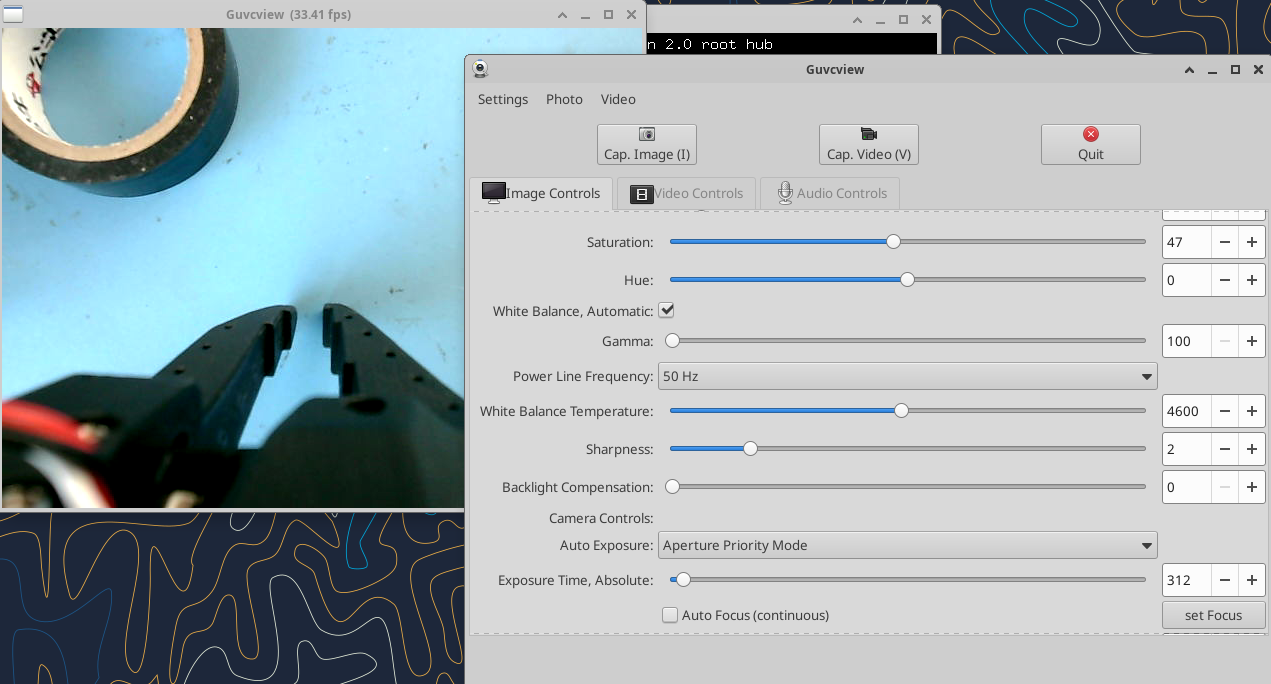 Guvcview (33.41 fps)
n 2.0 root hub
Guvcview
Settings Photo Video
Cap. Image (I) Cap. Video (V) Quit
Image Controls Video Controls Audio Controls
Saturation: 47
Hue: 0
White Balance, Automatic:
Gamma: 100
Power Line Frequency: 50 Hz
White Balance Temperature: 4600
Sharpness: 2
Backlight Compensation: 0
Camera Controls:
Auto Exposure: Aperture Priority Mode
Exposure Time, Absolute: 312
Auto Focus (continuous) set Focus